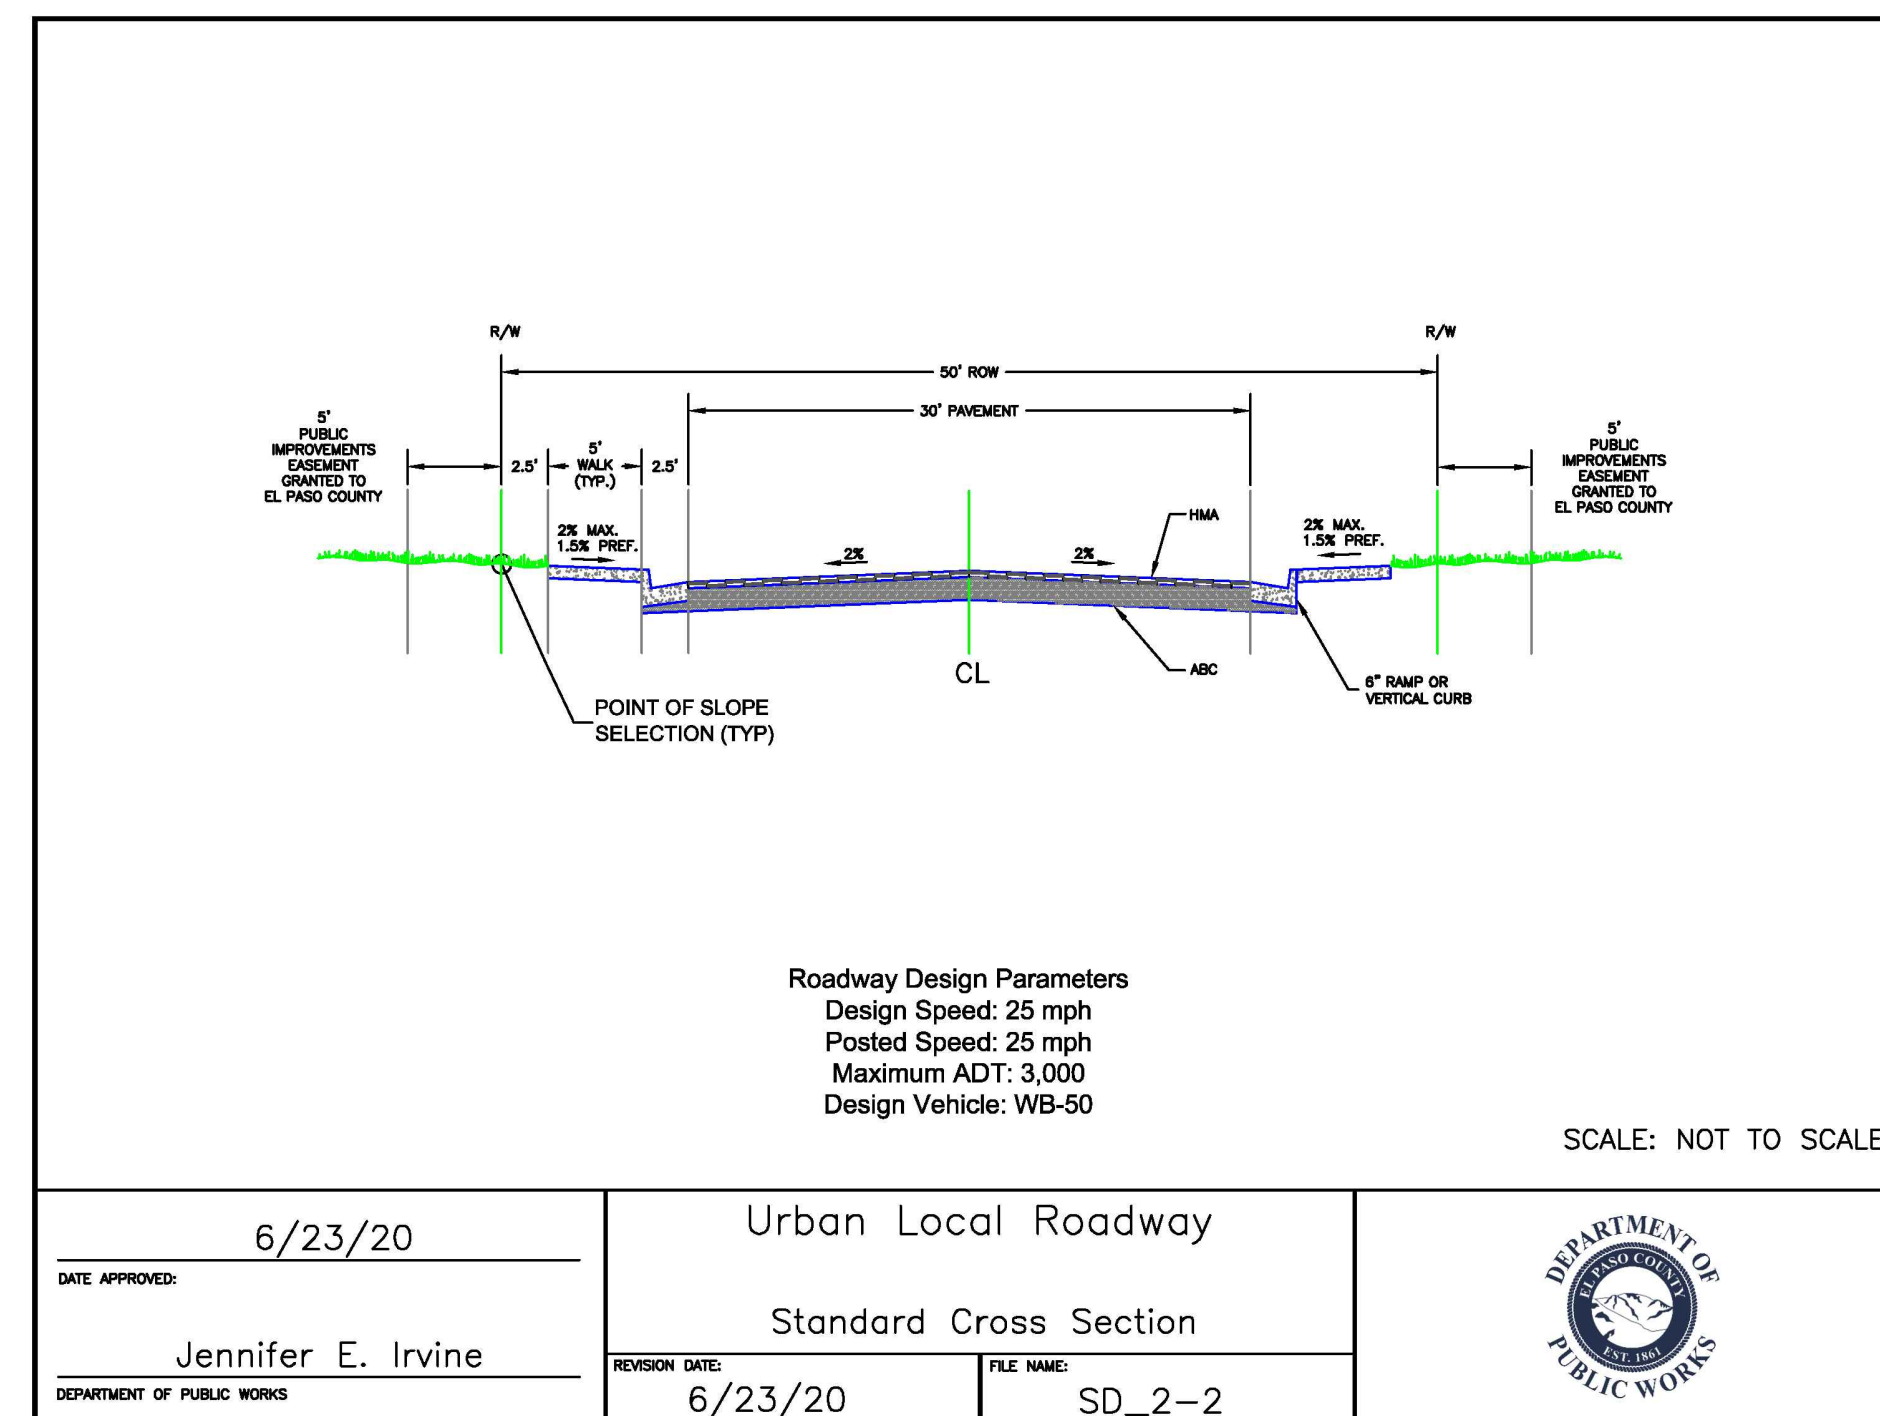 R/W
R/W
50' ROW
30' PAVEMENT
5'
PUBLIC
IMPROVEMENTS
EASEMENT
GRANTED TO
EL PASO COUNTY
2.5'
5'
WALK
(TYP.)
2.5'
5'
PUBLIC
IMPROVEMENTS
EASEMENT
GRANTED TO
EL PASO COUNTY
2% MAX.
1.5% PREF.
2%
2%
HMA
2% MAX.
1.5% PREF.
CL
ABC
6" RAMP OR
VERTICAL CURB
POINT OF SLOPE
SELECTION (TYP)
Roadway Design Parameters
Design Speed: 25 mph
Posted Speed: 25 mph
Maximum ADT: 3,000
Design Vehicle: WB-50
SCALE: NOT TO SCALE
6/23/20
DATE APPROVED:
Jennifer E. Irvine
DEPARTMENT OF PUBLIC WORKS
Urban Local Roadway
Standard Cross Section
REVISION DATE:
6/23/20
FILE NAME:
SD_2-2
DEPARTMENT OF
EL PASO COUNTY
EST. 1861
PUBLIC WORKS